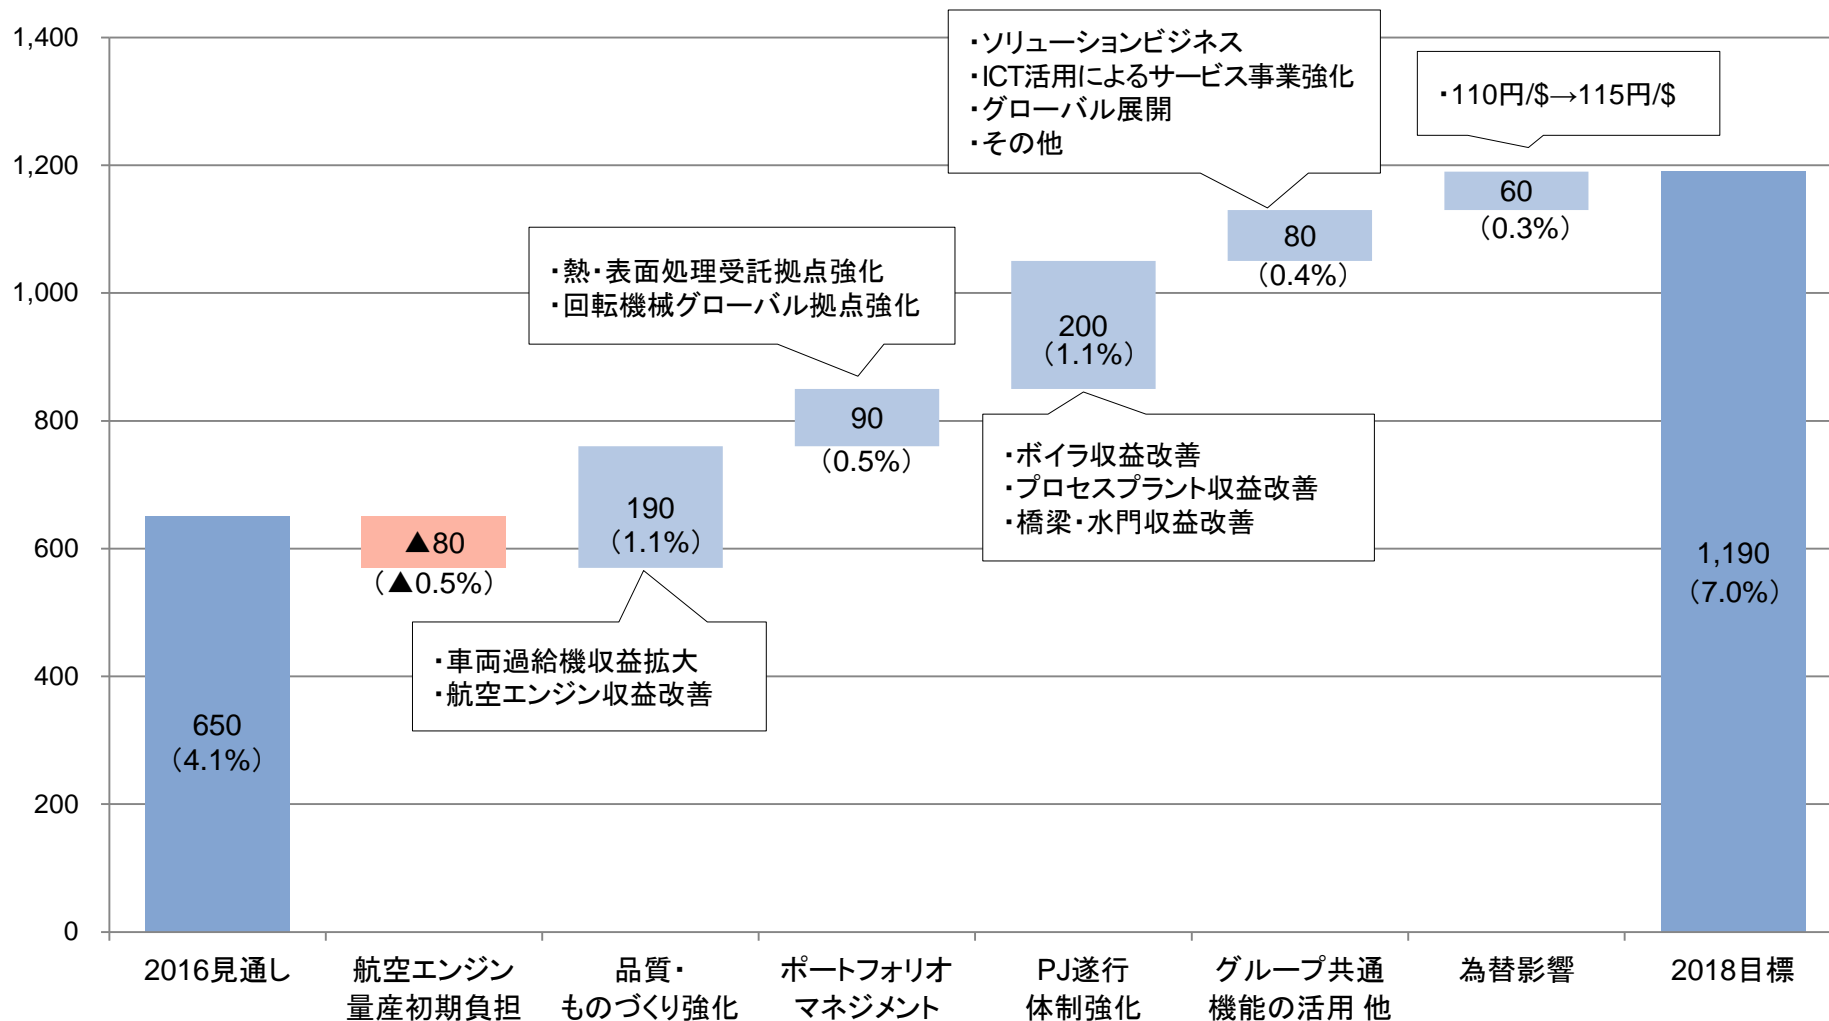 1,400
1,200
1,000
800
600
400
200
0
650
（4.1%）
▲80
（▲0.5%）
190
（1.1%）
・車両過給機収益拡大
・航空エンジン収益改善
・熱・表面処理受託拠点強化
・回転機械グローバル拠点強化
90
（0.5%）
200
（1.1%）
・ボイラ収益改善
・プロセスプラント収益改善
・橋梁・水門収益改善
・ソリューションビジネス
・ICT活用によるサービス事業強化
・グローバル展開
・その他
80
（0.4%）
・110円/$→115円/$
60
（0.3%）
1,190
（7.0%）
2016見通し
航空エンジン
量産初期負担
品質・
ものづくり強化
ポートフォリオ
マネジメント
PJ遂行
体制強化
グループ共通
機能の活用 他
為替影響
2018目標